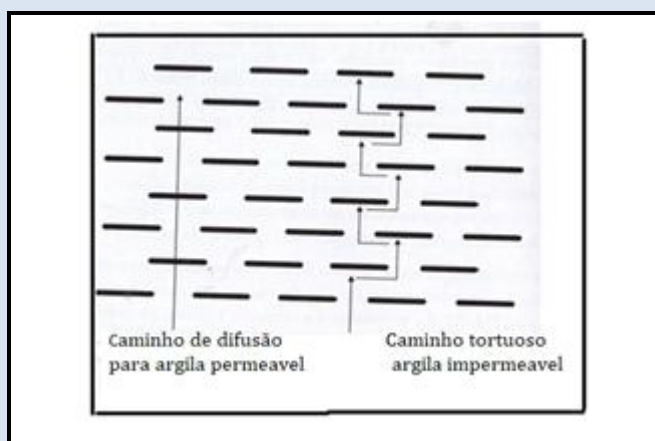 Caminho de difusão
para argila permeavel
Caminho tortuoso
argila impermeavel